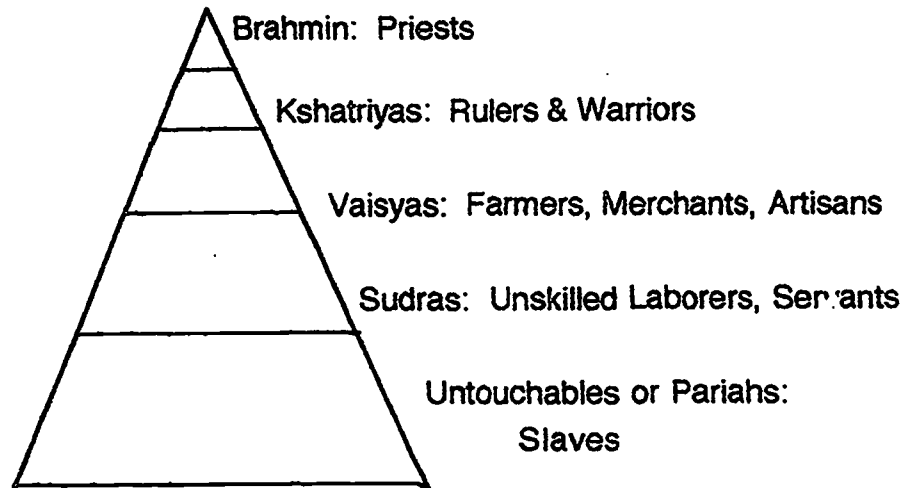 Brahmin: Priests
Kshatriyas: Rulers & Warriors
Vaisyas: Farmers, Merchants, Artisans
Sudras: Unskilled Laborers, Servants
Untouchables or Pariahs:
Slaves